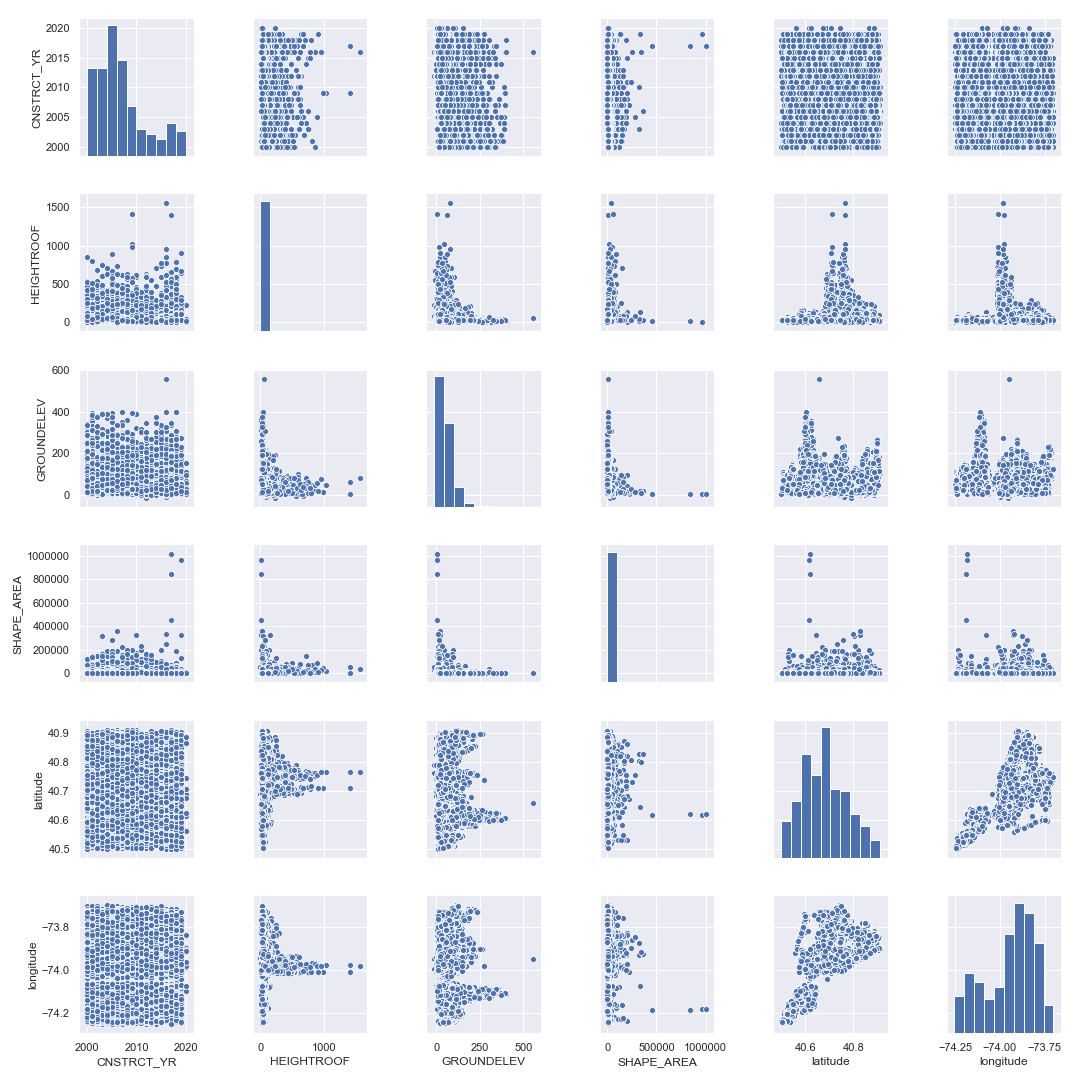 2020
2015
2010
2005
2000
CNSTRCT_YR
1500
1000
500
0
HEIGHTROOF
600
400
200
0
GROUNDELEV
1000000
800000
600000
400000
200000
0
SHAPE_AREA
40.9
40.8
40.7
40.6
40.5
latitude
−73.8
−74.0
−74.2
longitude
2000 2010 2020
CNSTRCT_YR
0 1000
HEIGHTROOF
0 250 500
GROUNDELEV
0 500000 1000000
SHAPE_AREA
40.6 40.8
latitude
−74.25 −74.00 −73.75
longitude